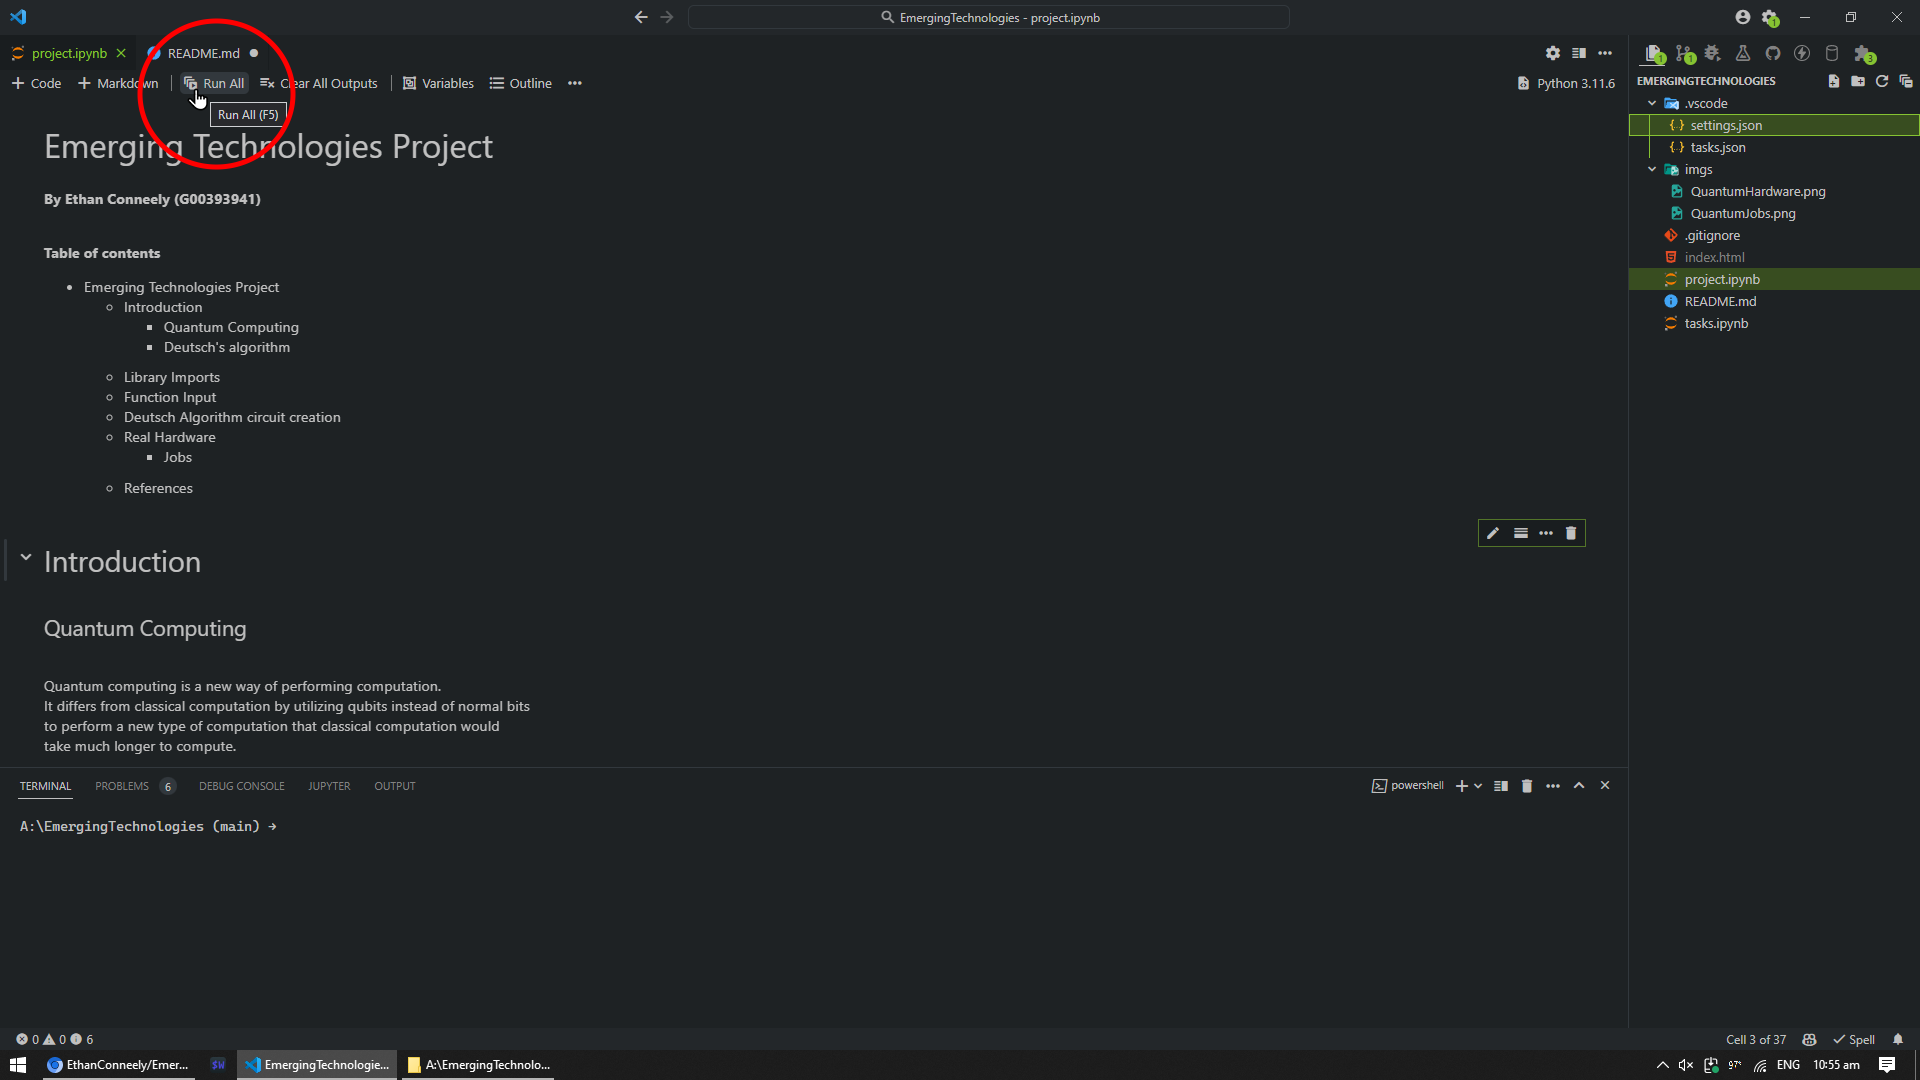 EmergingTechnologies - project.ipynb
1
project.ipynb
README.md
1
1
3
Code
Markdown
Run All
Clear All Outputs
Variables
Outline
Python 3.11.6
Run All (F5)
EMERGINGTECHNOLOGIES
.vscode
settings.json
tasks.json
imgs
QuantumHardware.png
QuantumJobs.png
.gitignore
index.html
project.ipynb
README.md
tasks.ipynb
Emerging Technologies Project
By Ethan Conneely (G00393941)
Table of contents
Emerging Technologies Project
Introduction
Quantum Computing
Deutsch's algorithm
Library Imports
Function Input
Deutsch Algorithm circuit creation
Real Hardware
Jobs
References
Introduction
Quantum Computing
Quantum computing is a new way of performing computation.
It differs from classical computation by utilizing qubits instead of normal bits
to perform a new type of computation that classical computation would
take much longer to compute.
TERMINAL
PROBLEMS
6
DEBUG CONSOLE
JUPYTER
OUTPUT
powershell
A:\EmergingTechnologies (main) ➜
0
0
6
Cell 3 of 37
Spell
EthanConneely/Emer...
$W
EmergingTechnologie...
A:\EmergingTechnolo...
97°
ENG
10:55 am